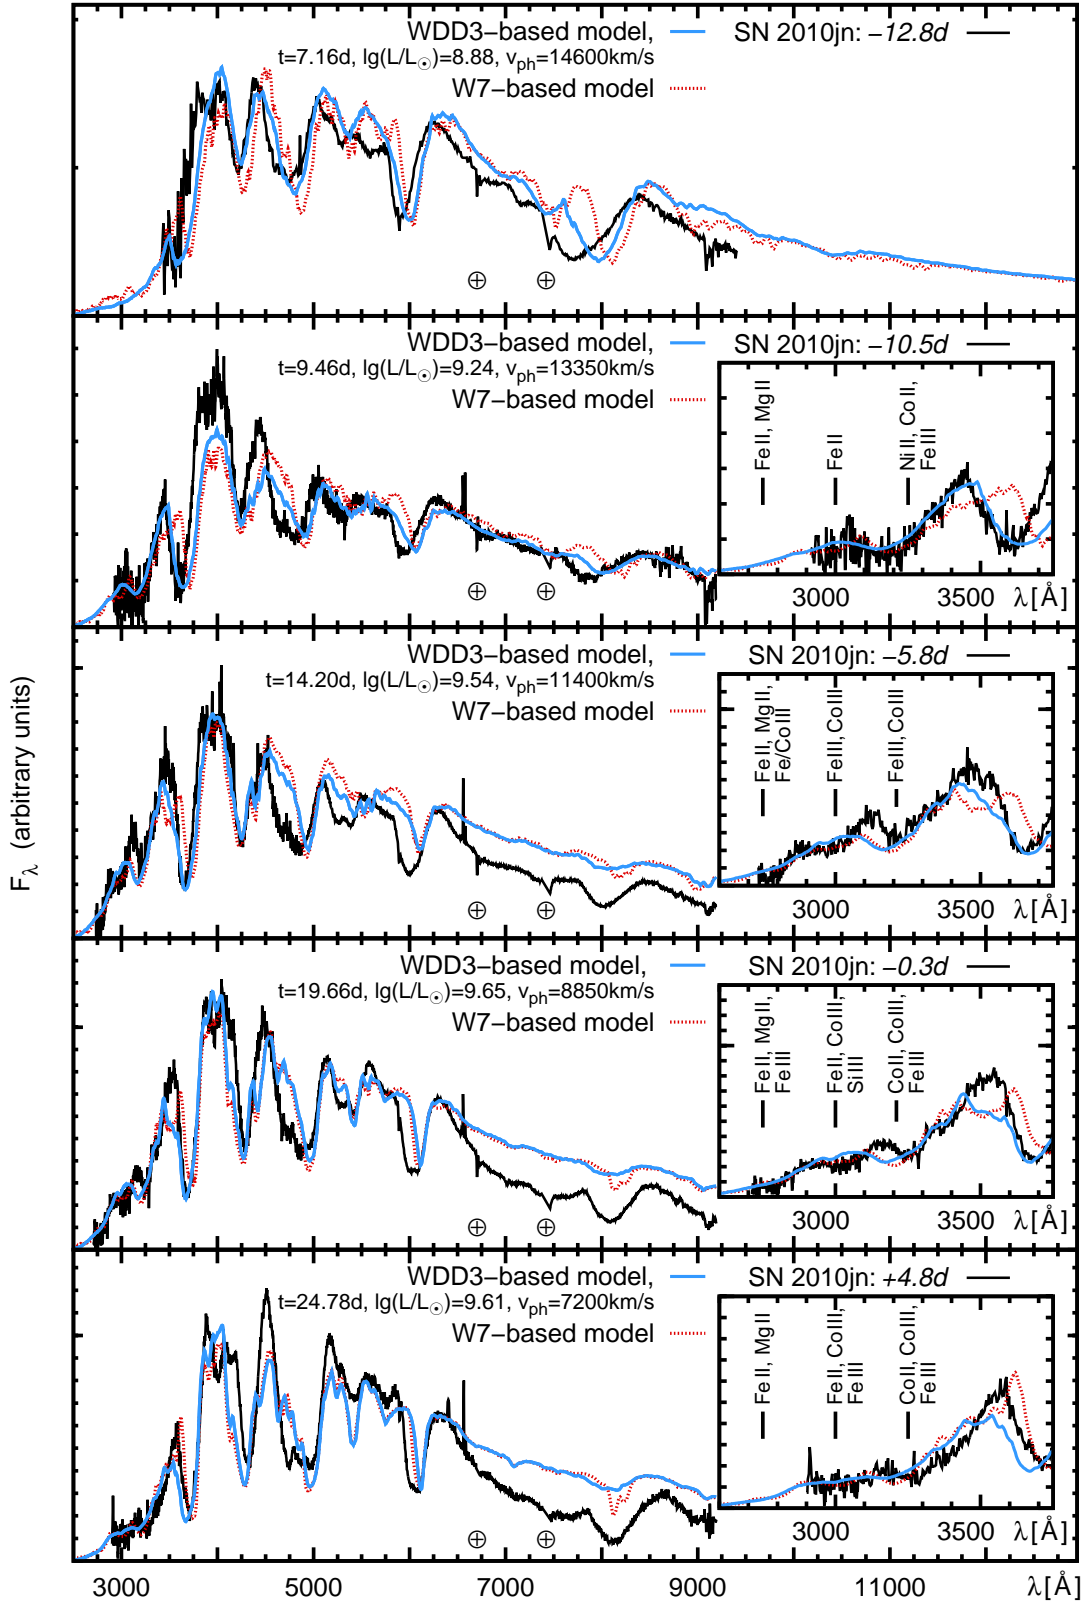 F_λ (arbitrary units)
WDD3−based model,
SN 2010jn: −12.8d
t=7.16d, lg(L/L☉)=8.88, v_ph=14600km/s
W7−based model
⊕ ⊕
WDD3−based model,
SN 2010jn: −10.5d
t=9.46d, lg(L/L☉)=9.24, v_ph=13350km/s
W7−based model
Fe II, Mg II
Fe II
Ni II, Co II,
Fe III
3000 3500 λ[Å]
⊕ ⊕
WDD3−based model,
SN 2010jn: −5.8d
t=14.20d, lg(L/L☉)=9.54, v_ph=11400km/s
W7−based model
Fe II, Mg II,
Fe/Co III
Fe III, Co III
Fe III, Co III
3000 3500 λ[Å]
⊕ ⊕
WDD3−based model,
SN 2010jn: −0.3d
t=19.66d, lg(L/L☉)=9.65, v_ph=8850km/s
W7−based model
Fe II, Mg II,
Fe III
Fe II, Co III,
Si III
Co II, Co III,
Fe III
3000 3500 λ[Å]
⊕ ⊕
WDD3−based model,
SN 2010jn: +4.8d
t=24.78d, lg(L/L☉)=9.61, v_ph=7200km/s
W7−based model
Fe II, Mg II
Fe II, Co III,
Fe III
Co II, Co III,
Fe III
3000 3500 λ[Å]
⊕ ⊕
3000 5000 7000 9000 11000 λ[Å]